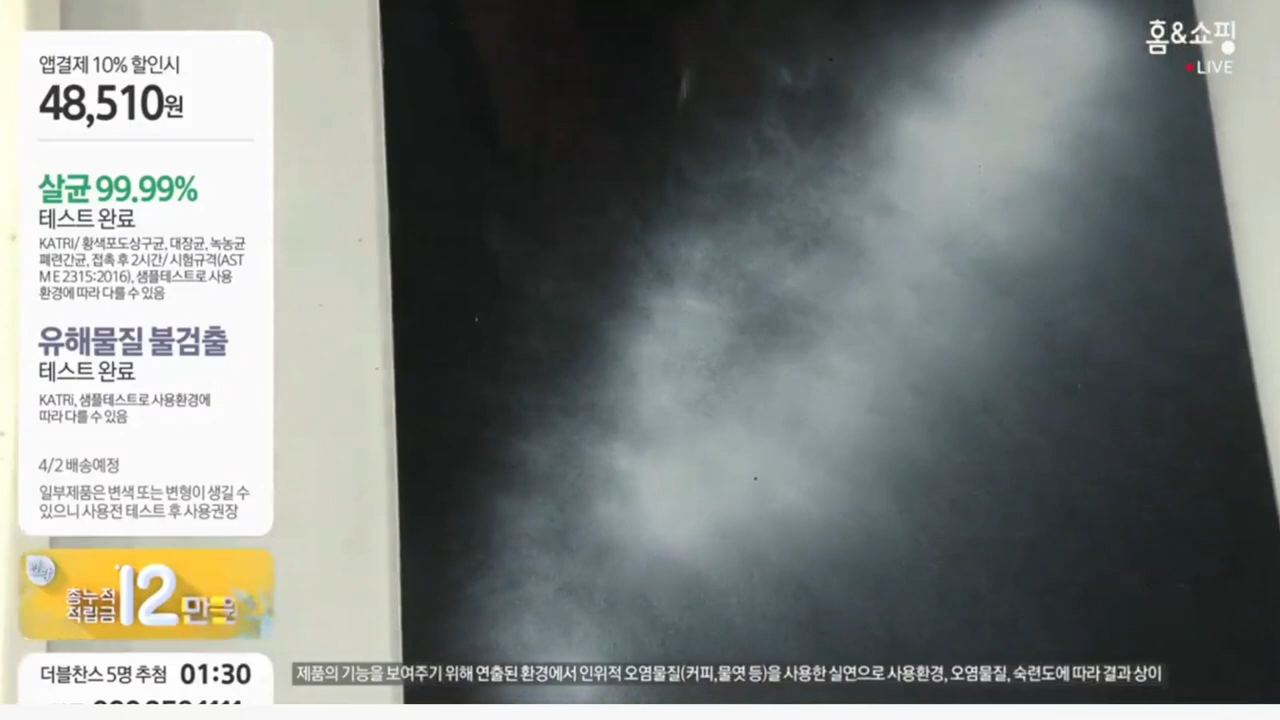 앱결제 10% 할인시
48,510원
살균 99.99%
테스트 완료
KATRI/ 황색포도상구균, 대장균, 녹농균
폐련간균, 접촉 후 2시간/ 시험규격(AST
M E 2315:2016), 샘플테스트로 사용
환경에 따라 다를 수 있음
유해물질 불검출
테스트 완료
KATRi, 샘플테스트로 사용환경에
따라 다를 수 있음
4/2 배송예정
일부제품은 변색 또는 변형이 생길 수
있으니 사용전 테스트 후 사용권장
총누적
적립금
12만원
더블찬스 5명 추첨 01:30
홈&쇼핑
LIVE
제품의 기능을 보여주기 위해 연출된 환경에서 인위적 오염물질(커피,물엿 등)을 사용한 실연으로 사용환경, 오염물질, 숙련도에 따라 결과 상이